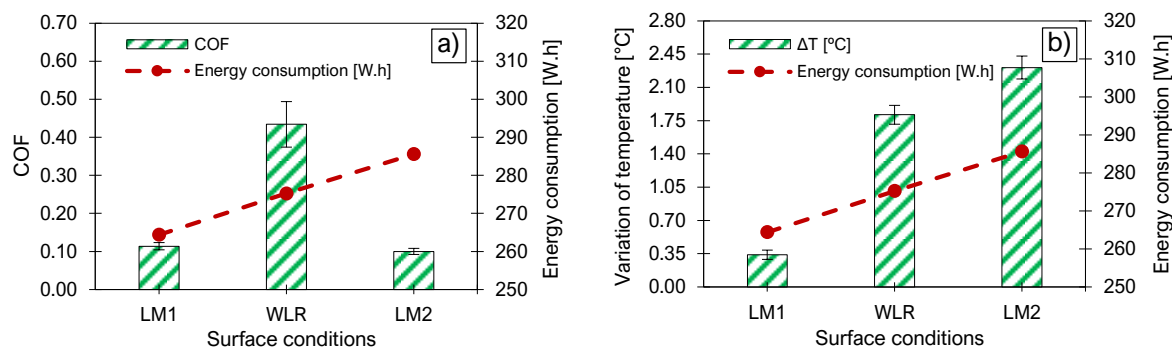 a)
COF
Energy consumption [W.h]
COF
0.70
0.60
0.50
0.40
0.30
0.20
0.10
0.00
320
310
300
290
280
270
260
250
Energy consumption [W.h]
LM1 WLR LM2
Surface conditions
b)
ΔT [ºC]
Energy consumption [W.h]
Variation of temperature [°C]
2.80
2.45
2.10
1.75
1.40
1.05
0.70
0.35
0.00
320
310
300
290
280
270
260
250
Energy consumption [W.h]
LM1 WLR LM2
Surface conditions